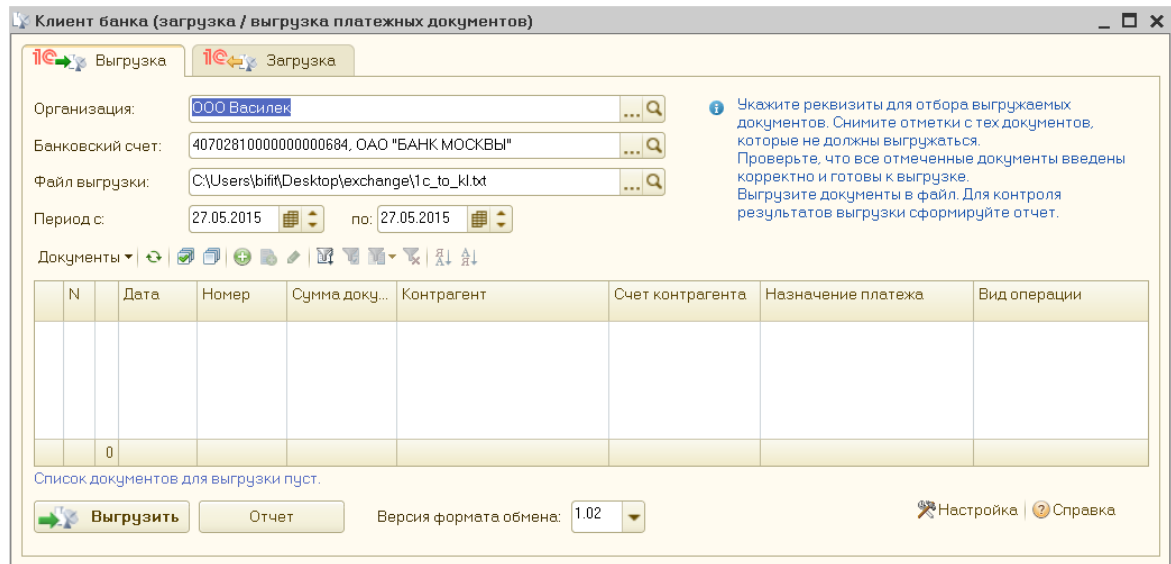 Клиент банка (загрузка / выгрузка платежных документов)
1С Выгрузка 1С Загрузка
Организация: ООО Василек ...
Банковский счет: 40702810000000000684, ОАО "БАНК МОСКВЫ" ...
Файл выгрузки: C:\Users\bifit\Desktop\exchange\1c_to_kl.txt ...
Период с: 27.05.2015 по: 27.05.2015
Укажите реквизиты для отбора выгружаемых
документов. Снимите отметки с тех документов,
которые не должны выгружаться.
Проверьте, что все отмеченные документы введены
корректно и готовы к выгрузке.
Выгрузите документы в файл. Для контроля
результатов выгрузки сформируйте отчет.
Документы
N Дата Номер Сумма доку... Контрагент Счет контрагента Назначение платежа Вид операции
0
Список документов для выгрузки пуст.
Выгрузить Отчет Версия формата обмена: 1.02 Настройка Справка